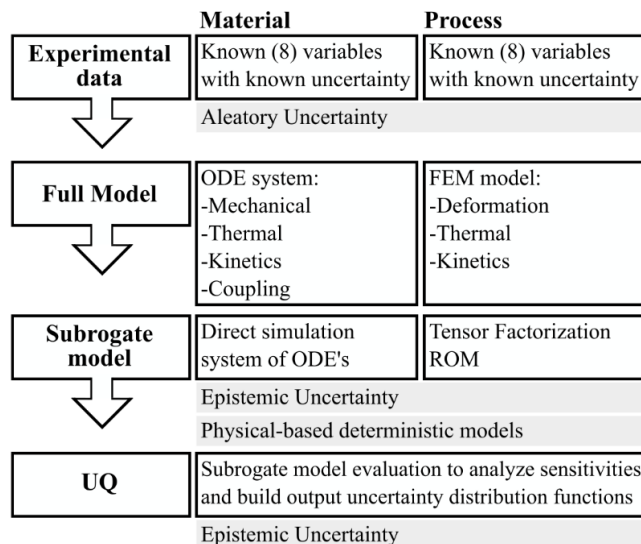 Material
Process
Experimental
data
Known (8) variables
with known uncertainty
Known (8) variables
with known uncertainty
Aleatory Uncertainty
Full Model
ODE system:
-Mechanical
-Thermal
-Kinetics
-Coupling
FEM model:
-Deformation
-Thermal
-Kinetics
Subrogate
model
Direct simulation
system of ODE's
Tensor Factorization
ROM
Epistemic Uncertainty
Physical-based deterministic models
UQ
Subrogate model evaluation to analyze sensitivities
and build output uncertainty distribution functions
Epistemic Uncertainty